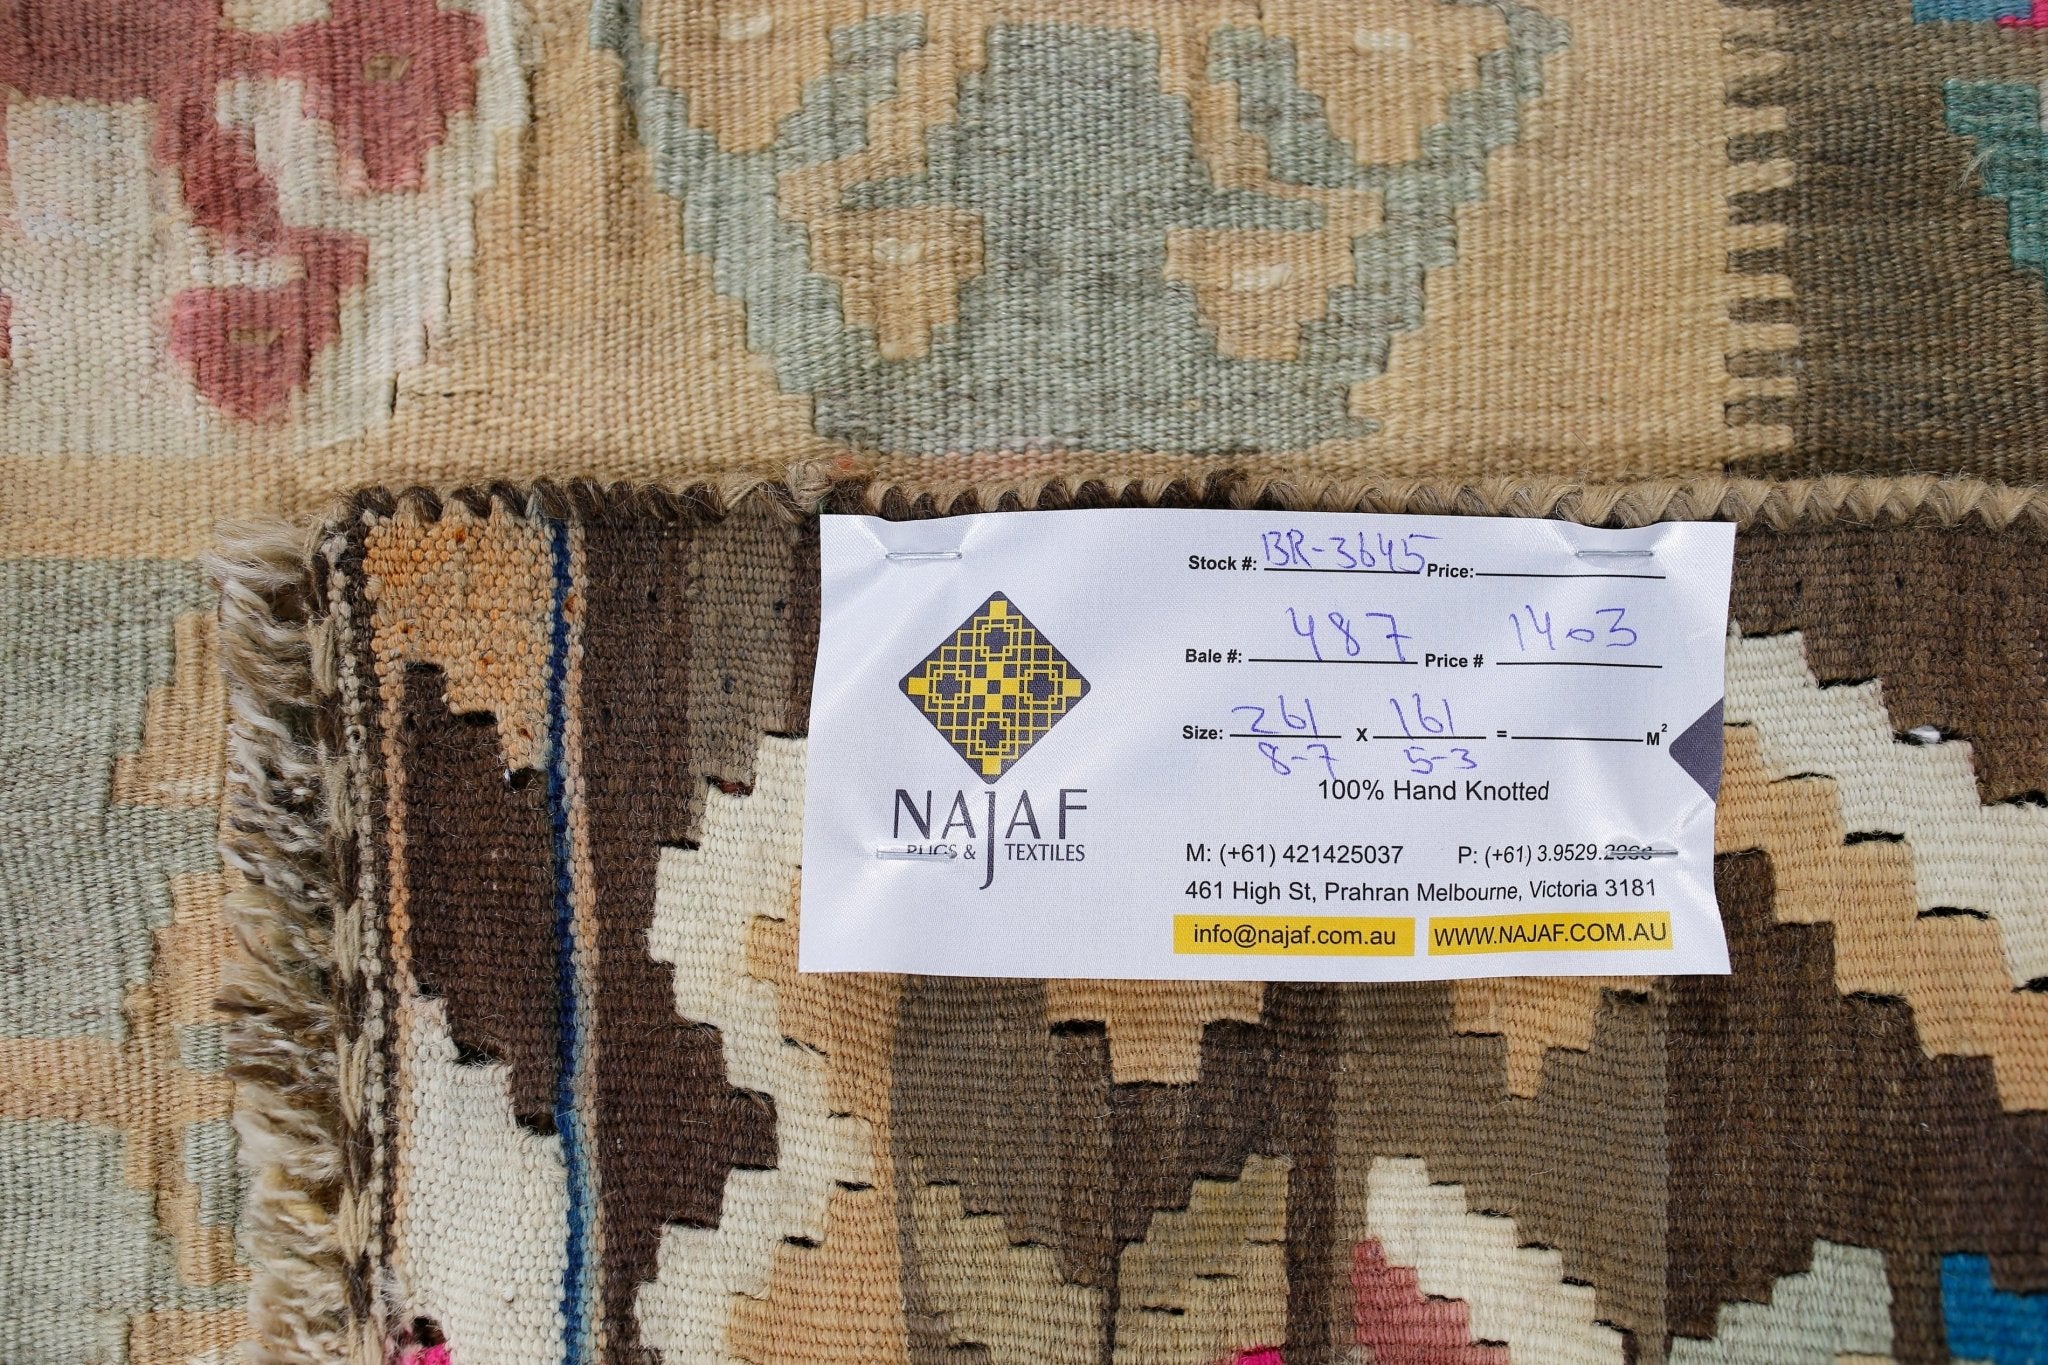 Stock #: BR-3645 Price:
Bale #: 487 Price # 1403
Size: 261 x 161 = M²
8-7 5-3
100% Hand Knotted
NAJAF
RUGS & TEXTILES
M: (+61) 421425037 P: (+61) 3.9529.
461 High St, Prahran Melbourne, Victoria 3181
info@najaf.com.au WWW.NAJAF.COM.AU